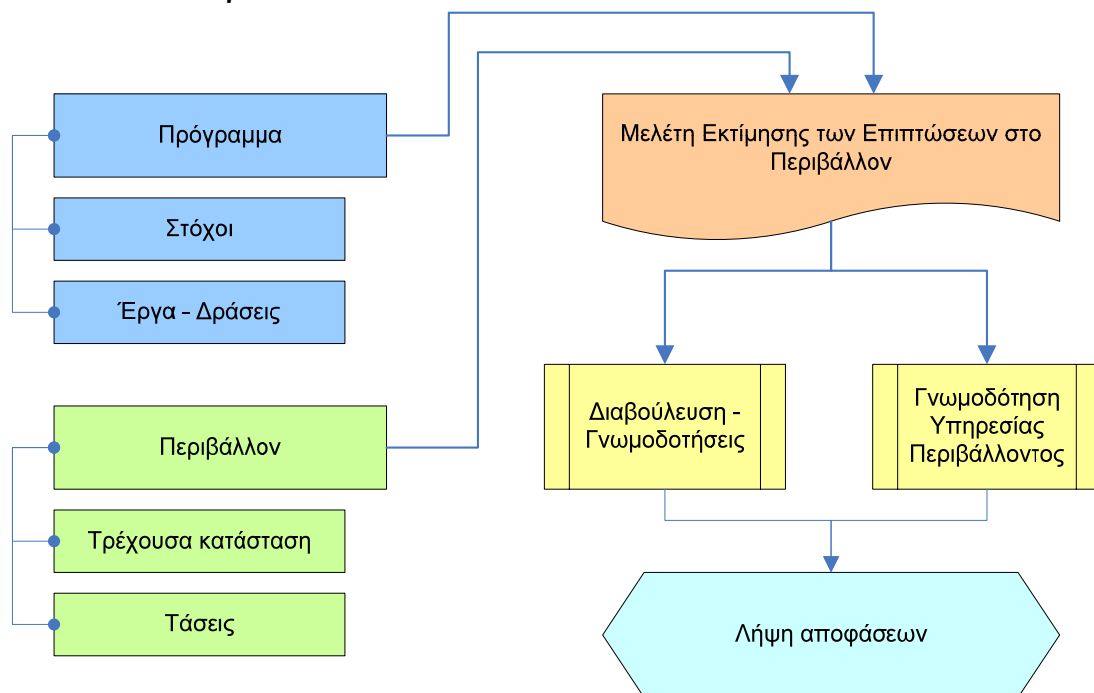 Πρόγραμμα
Στόχοι
Έργα - Δράσεις
Περιβάλλον
Τρέχουσα κατάσταση
Τάσεις
Μελέτη Εκτίμησης των Επιπτώσεων στο
Περιβάλλον
Διαβούλευση -
Γνωμοδοτήσεις
Γνωμοδότηση
Υπηρεσίας
Περιβάλλοντος
Λήψη αποφάσεων